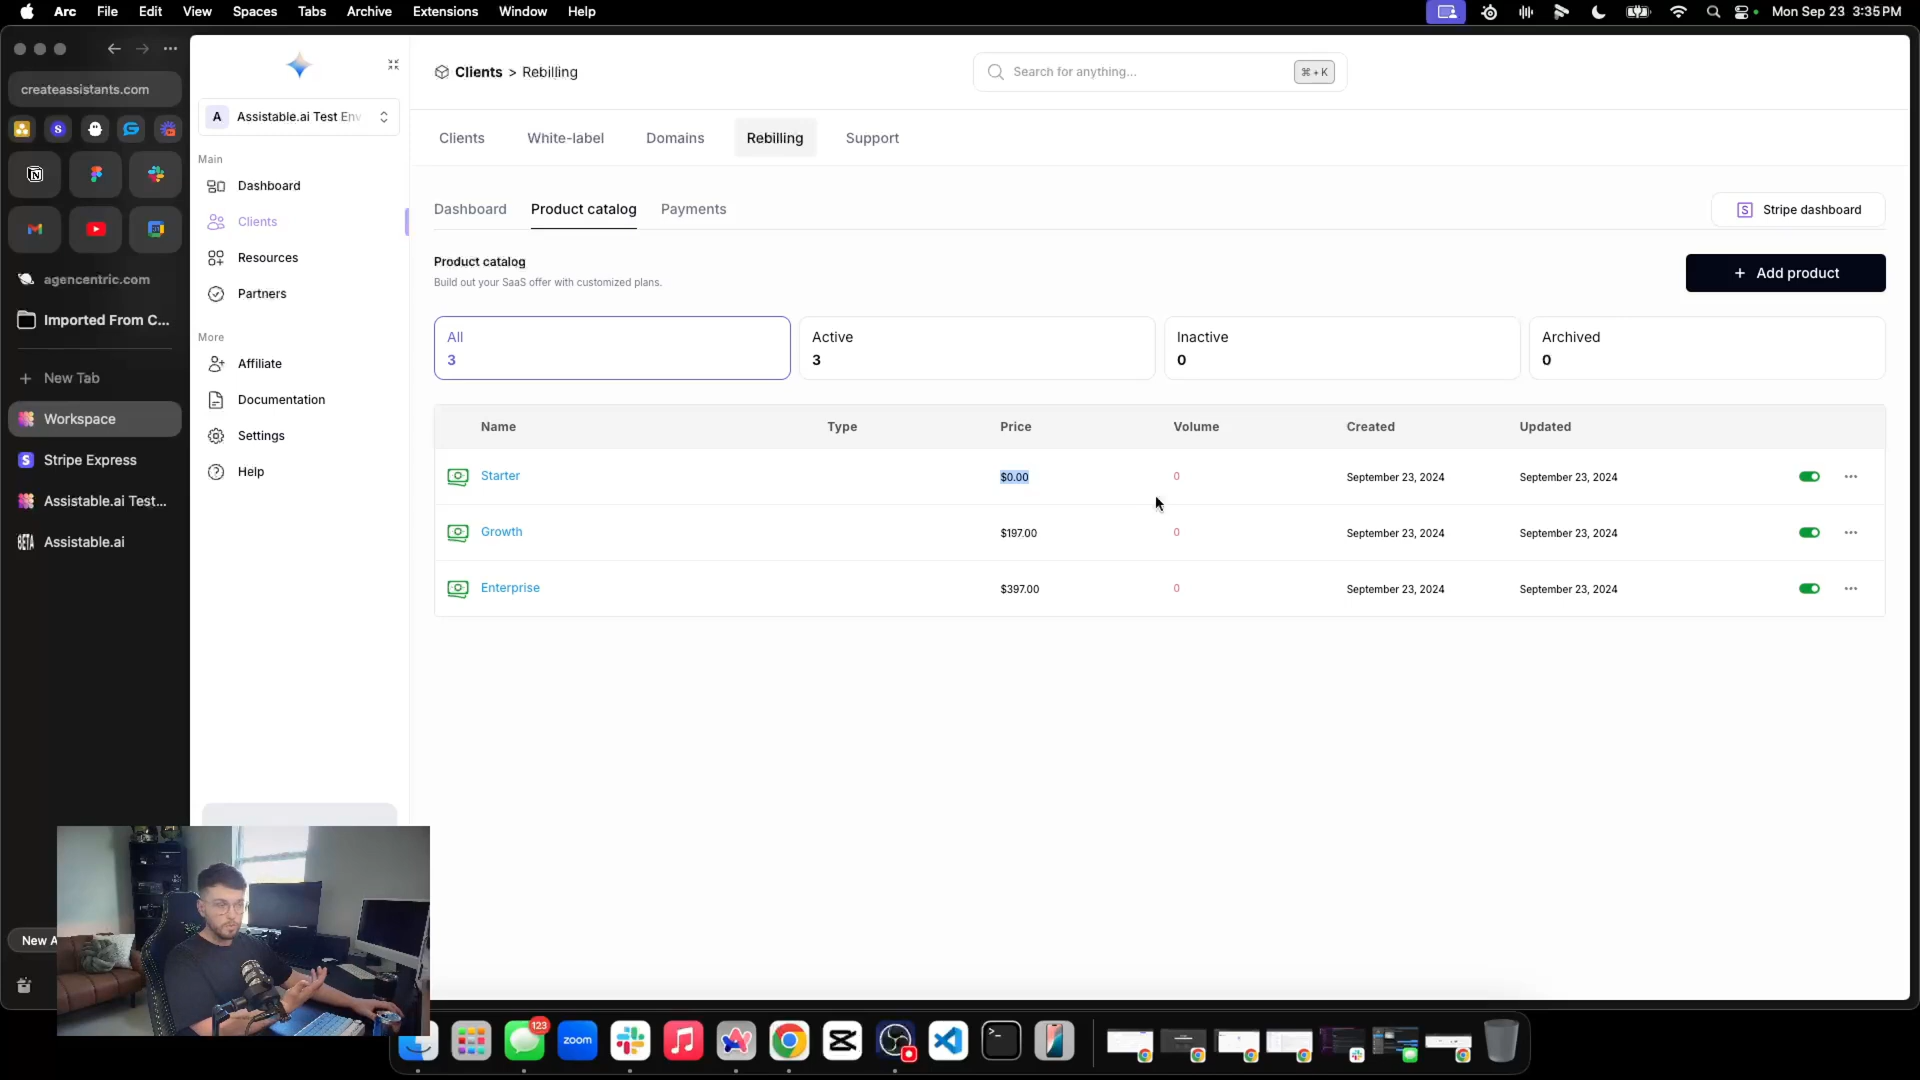 Arc File Edit View Spaces Tabs Archive Extensions Window Help Mon Sep 23 3:35 PM
createassistants.com
agencentric.com
Imported From C...
New Tab
Workspace
Stripe Express
Assistable.ai Test...
BETA Assistable.ai
New A
A Assistable.ai Test Env
Main
Dashboard
Clients
Resources
Partners
More
Affiliate
Documentation
Settings
Help
Clients > Rebilling
Search for anything... ⌘ + K
Clients White-label Domains Rebilling Support
Dashboard Product catalog Payments
S Stripe dashboard
Product catalog
Build out your SaaS offer with customized plans.
+ Add product
All
3
Active
3
Inactive
0
Archived
0
Name Type Price Volume Created Updated
Starter $0.00 0 September 23, 2024 September 23, 2024
Growth $197.00 0 September 23, 2024 September 23, 2024
Enterprise $397.00 0 September 23, 2024 September 23, 2024
123
zoom